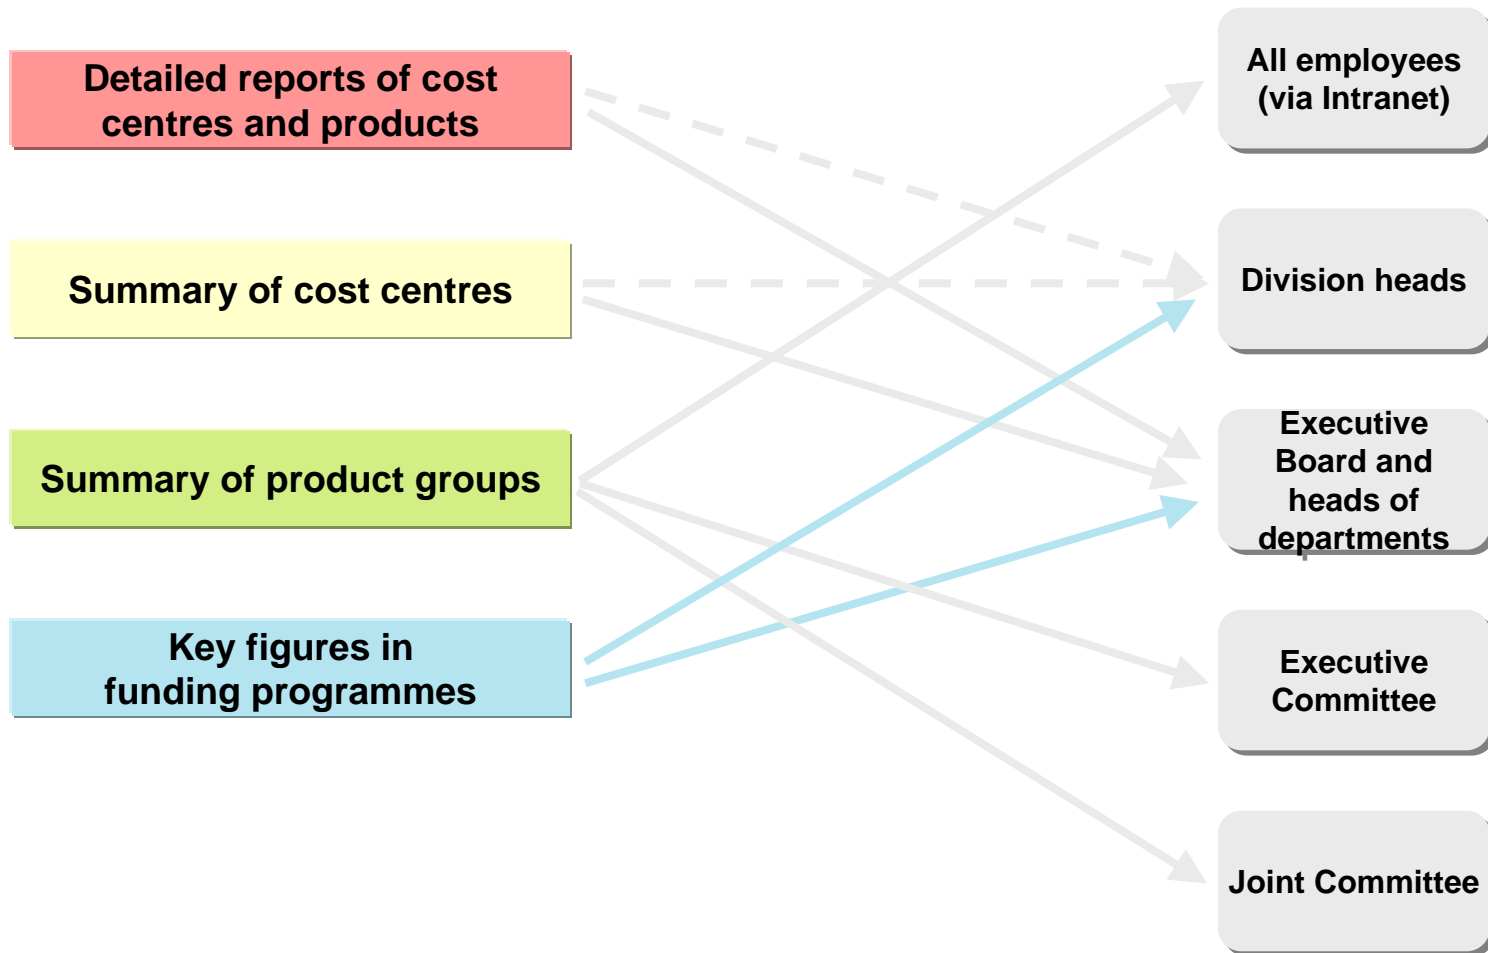 Detailed reports of cost
centres and products
Summary of cost centres
Summary of product groups
Key figures in
funding programmes
All employees
(via Intranet)
Division heads
Executive
Board and
heads of
departments
Executive
Committee
Joint Committee